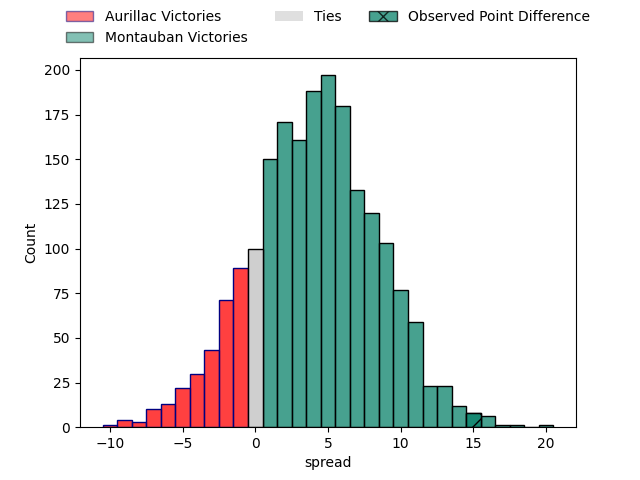 Aurillac Victories
Montauban Victories
Ties
Observed Point Difference
200
175
150
125
100
75
50
25
0
Count
−10
−5
0
5
10
15
20
spread